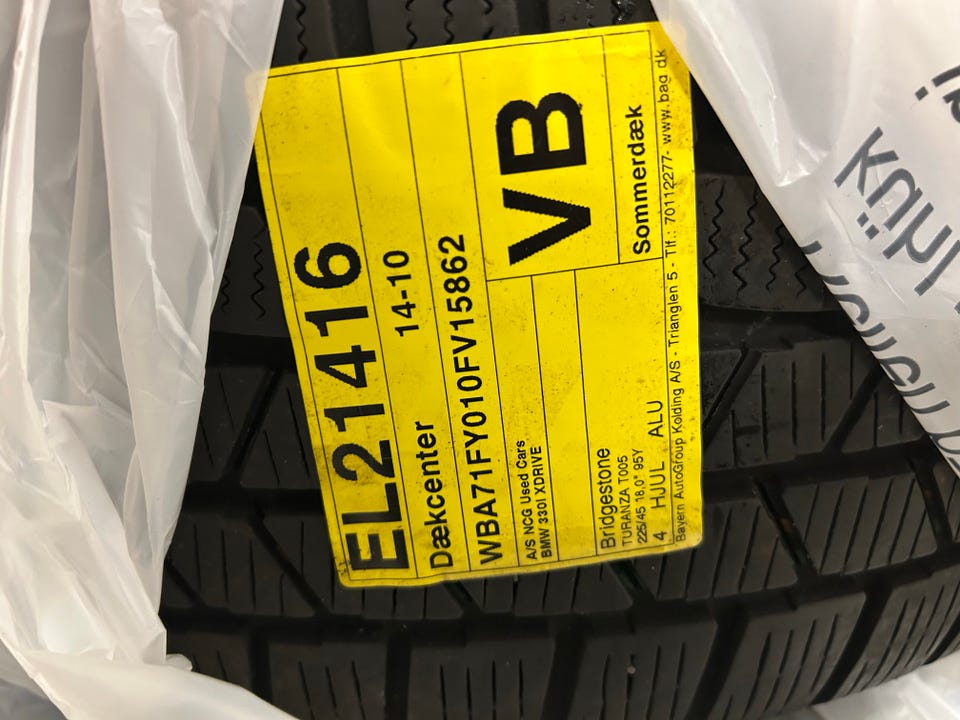 EL21416
14-10
Dækcenter
WBA71FY010FV15862
A/S NCG Used Cars
BMW 330I XDRIVE
VB
Bridgestone
TURANZA T005
225/45 18,0" 95Y
4 HJUL ALU
Sommerdæk
Bayern AutoGroup Kolding A/S - Trianglen 5 - Tlf.: 70112277- www.bag.dk